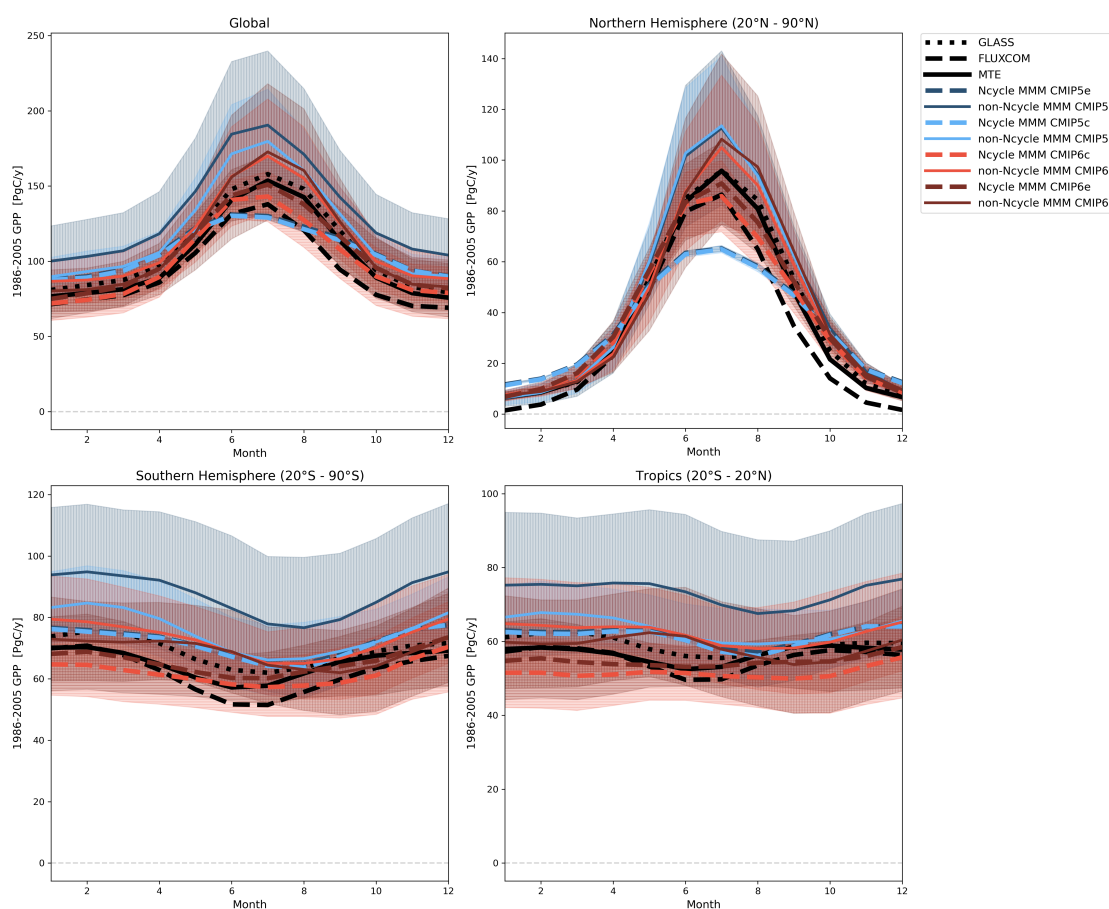 Global
250
200
150
100
50
0
2
4
6
8
10
12
Month
1986-2005 GPP [PgC/y]
Northern Hemisphere (20°N - 90°N)
140
120
100
80
60
40
20
0
2
4
6
8
10
12
Month
1986-2005 GPP [PgC/y]
GLASS
FLUXCOM
MTE
Ncycle MMM CMIP5e
non-Ncycle MMM CMIP5
Ncycle MMM CMIP5c
non-Ncycle MMM CMIP5
Ncycle MMM CMIP6c
non-Ncycle MMM CMIP6
Ncycle MMM CMIP6e
non-Ncycle MMM CMIP6
Southern Hemisphere (20°S - 90°S)
120
100
80
60
40
20
0
2
4
6
8
10
12
Month
1986-2005 GPP [PgC/y]
Tropics (20°S - 20°N)
100
80
60
40
20
0
2
4
6
8
10
12
Month
1986-2005 GPP [PgC/y]